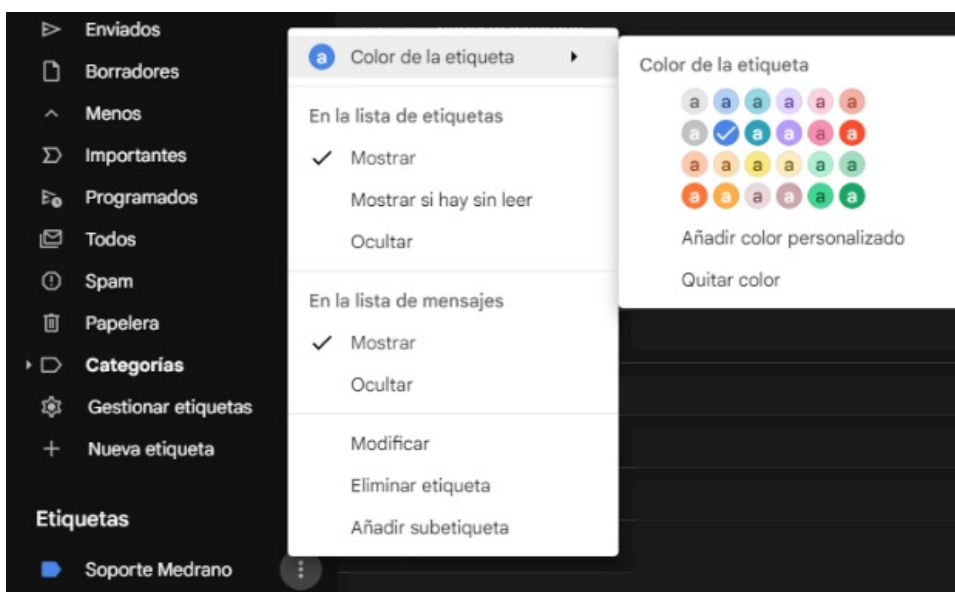 Enviados
Borradores
Menos
Importantes
Programados
Todos
Spam
Papelera
Categorías
Gestionar etiquetas
Nueva etiqueta
Etiquetas
Soporte Medrano
a Color de la etiqueta
En la lista de etiquetas
Mostrar
Mostrar si hay sin leer
Ocultar
En la lista de mensajes
Mostrar
Ocultar
Modificar
Eliminar etiqueta
Añadir subetiqueta
Color de la etiqueta
a a a a a a
a a a a a
a a a a a a
a a a a a a
Añadir color personalizado
Quitar color